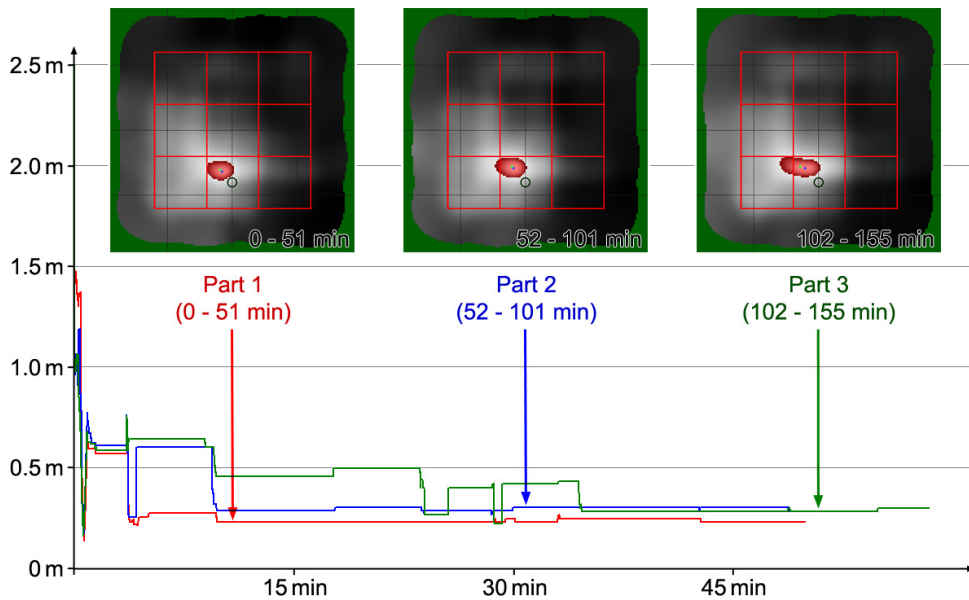 2.5 m
2.0 m
1.5 m
1.0 m
0.5 m
0 m
0 - 51 min
52 - 101 min
102 - 155 min
Part 1
(0 - 51 min)
Part 2
(52 - 101 min)
Part 3
(102 - 155 min)
15 min
30 min
45 min